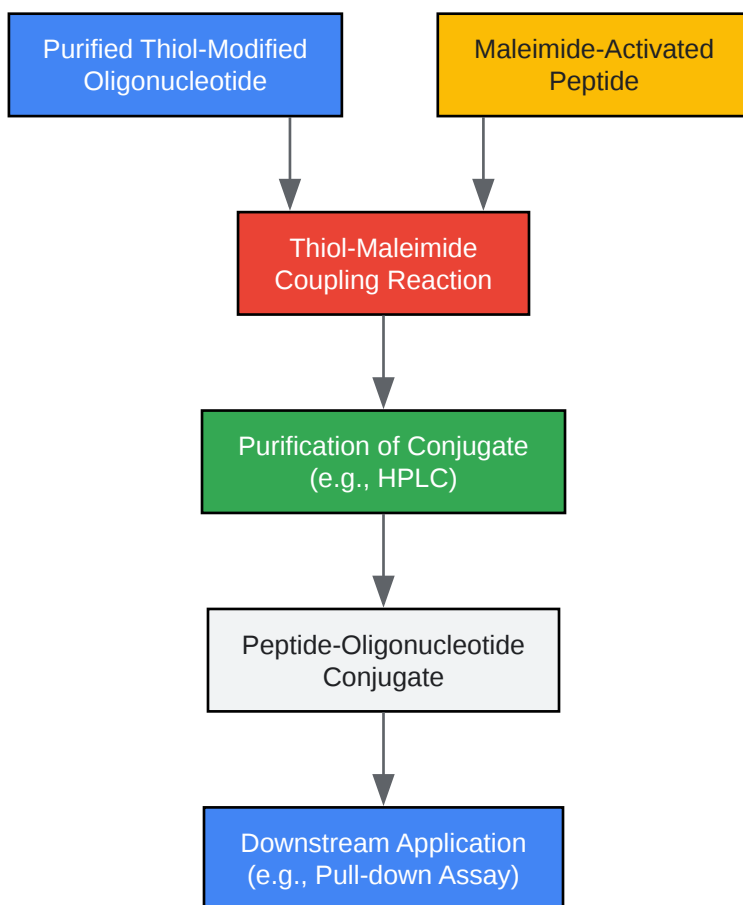 Purified Thiol-Modified
Oligonucleotide
Maleimide-Activated
Peptide
Thiol-Maleimide
Coupling Reaction
Purification of Conjugate
(e.g., HPLC)
Peptide-Oligonucleotide
Conjugate
Downstream Application
(e.g., Pull-down Assay)